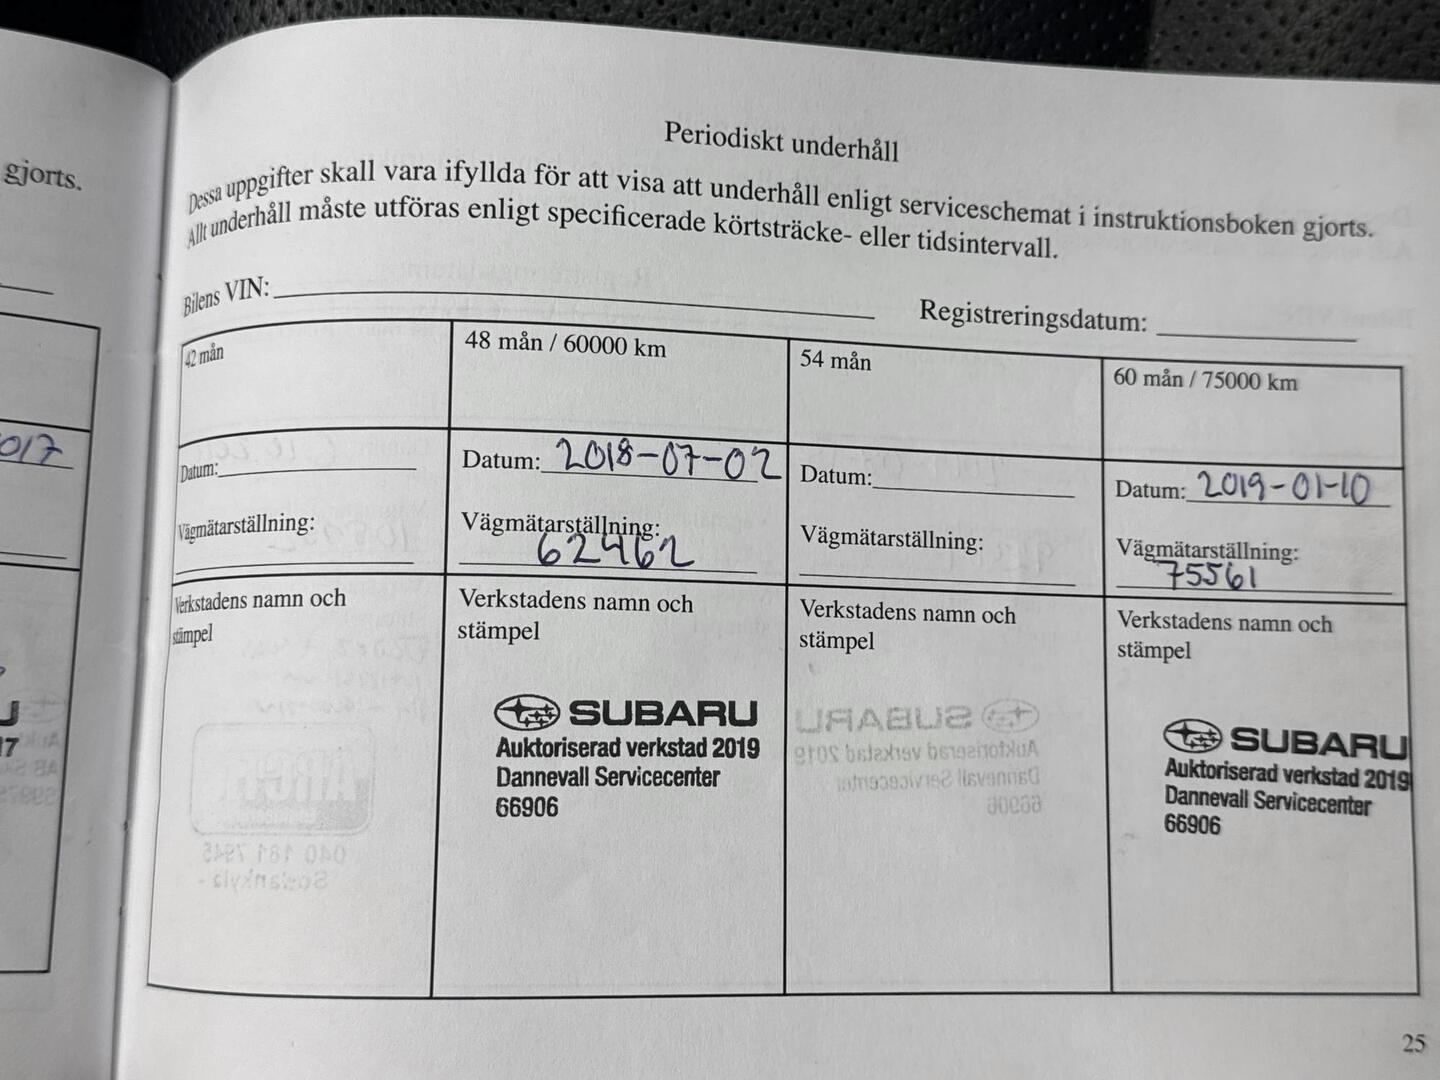 gjorts.
017
17
Periodiskt underhåll
Dessa uppgifter skall vara ifyllda för att visa att underhåll enligt serviceschemat i instruktionsboken gjorts.
Allt underhåll måste utföras enligt specificerade körtsträcke- eller tidsintervall.
Bilens VIN:
Registreringsdatum:
42 mån
Datum:
Vägmätarställning:
Verkstadens namn och
stämpel
48 mån / 60000 km
Datum: 2018-07-02
Vägmätarställning:
62462
Verkstadens namn och
stämpel
SUBARU
Auktoriserad verkstad 2019
Dannevall Servicecenter
66906
54 mån
Datum:
Vägmätarställning:
Verkstadens namn och
stämpel
60 mån / 75000 km
Datum: 2019-01-10
Vägmätarställning:
75561
Verkstadens namn och
stämpel
SUBARU
Auktoriserad verkstad 2019
Dannevall Servicecenter
66906
25